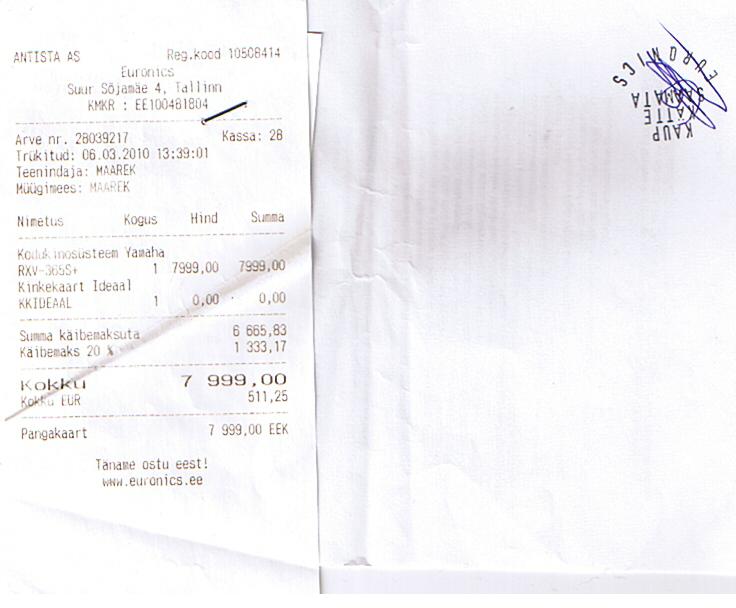 ANTISTA AS Reg.kood 10508414
Euronics
Suur Sõjamäe 4, Tallinn
KMKR : EE100481804
Arve nr. 28039217 Kassa: 28
Trükitud: 06.03.2010 13:39:01
Teenindaja: MAAREK
Müügimees: MAAREK
Nimetus Kogus Hind Summa
Kodukinosüsteem Yamaha
RXV-365S+ 1 7999,00 7999,00
Kinkekaart Ideaal
KKIDEAAL 1 0,00 0,00
Summa käibemaksuta 6 665,83
Käibemaks 20 % 1 333,17
Kokku 7 999,00
Kokku EUR 511,25
Pangakaart 7 999,00 EEK
Täname ostu eest!
www.euronics.ee
KAUP
KÄTTE
SAAMATA
EURONICS